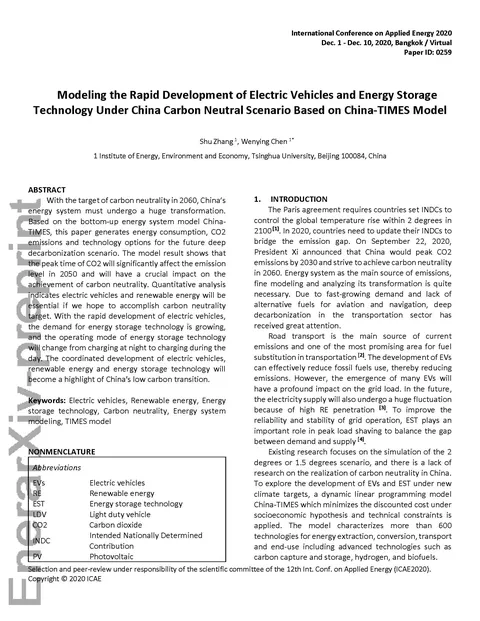 International Conference on Applied Energy 2020
Dec. 1 - Dec. 10, 2020, Bangkok / Virtual
Paper ID: 0259
Modeling the Rapid Development of Electric Vehicles and Energy Storage
Technology Under China Carbon Neutral Scenario Based on China-TIMES Model
Shu Zhang 1, Wenying Chen 1*
1 Institute of Energy, Environment and Economy, Tsinghua University, Beijing 100084, China
ABSTRACT
With the target of carbon neutrality in 2060, China's
energy system must undergo a huge transformation.
Based on the bottom-up energy system model China-
TIMES, this paper generates energy consumption, CO2
emissions and technology options for the future deep
decarbonization scenario. The model result shows that
the peak time of CO2 will significantly affect the emission
level in 2050 and will have a crucial impact on the
achievement of carbon neutrality. Quantitative analysis
indicates electric vehicles and renewable energy will be
essential if we hope to accomplish carbon neutrality
target. With the rapid development of electric vehicles,
the demand for energy storage technology is growing,
and the operating mode of energy storage technology
will change from charging at night to charging during the
day. The coordinated development of electric vehicles,
renewable energy and energy storage technology will
become a highlight of China's low carbon transition.
Keywords: Electric vehicles, Renewable energy, Energy
storage technology, Carbon neutrality, Energy system
modeling, TIMES model
NONMENCLATURE
Abbreviations
EVs Electric vehicles
RE Renewable energy
EST Energy storage technology
LDV Light duty vehicle
CO2 Carbon dioxide
INDC Intended Nationally Determined
Contribution
PV Photovoltaic
1. INTRODUCTION
The Paris agreement requires countries set INDCs to
control the global temperature rise within 2 degrees in
2100[1]. In 2020, countries need to update their INDCs to
bridge the emission gap. On September 22, 2020,
President Xi announced that China would peak CO2
emissions by 2030 and strive to achieve carbon neutrality
in 2060. Energy system as the main source of emissions,
fine modeling and analyzing its transformation is quite
necessary. Due to fast-growing demand and lack of
alternative fuels for aviation and navigation, deep
decarbonization in the transportation sector has
received great attention.
Road transport is the main source of current
emissions and one of the most promising area for fuel
substitution in transportation [2]. The development of EVs
can effectively reduce fossil fuels use, thereby reducing
emissions. However, the emergence of many EVs will
have a profound impact on the grid load. In the future,
the electricity supply will also undergo a huge fluctuation
because of high RE penetration [3]. To improve the
reliability and stability of grid operation, EST plays an
important role in peak load shaving to balance the gap
between demand and supply [4].
Existing research focuses on the simulation of the 2
degrees or 1.5 degrees scenario, and there is a lack of
research on the realization of carbon neutrality in China.
To explore the development of EVs and EST under new
climate targets, a dynamic linear programming model
China-TIMES which minimizes the discounted cost under
socioeconomic hypothesis and technical constraints is
applied. The model characterizes more than 600
technologies for energy extraction, conversion, transport
and end-use including advanced technologies such as
carbon capture and storage, hydrogen, and biofuels.
Selection and peer-review under responsibility of the scientific committee of the 12th Int. Conf. on Applied Energy (ICAE2020).
Copyright © 2020 ICAE
EnerarXiv-preprint